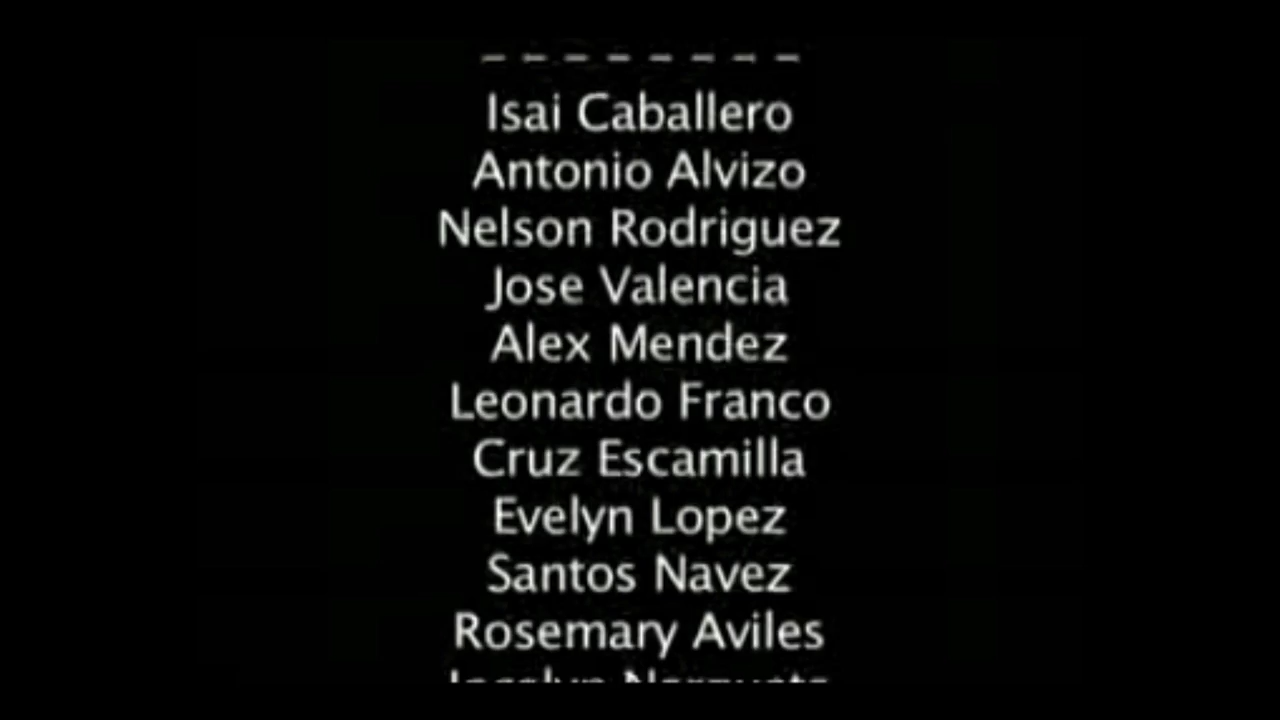 - - - - - - - -
Isai Caballero
Antonio Alvizo
Nelson Rodriguez
Jose Valencia
Alex Mendez
Leonardo Franco
Cruz Escamilla
Evelyn Lopez
Santos Navez
Rosemary Aviles